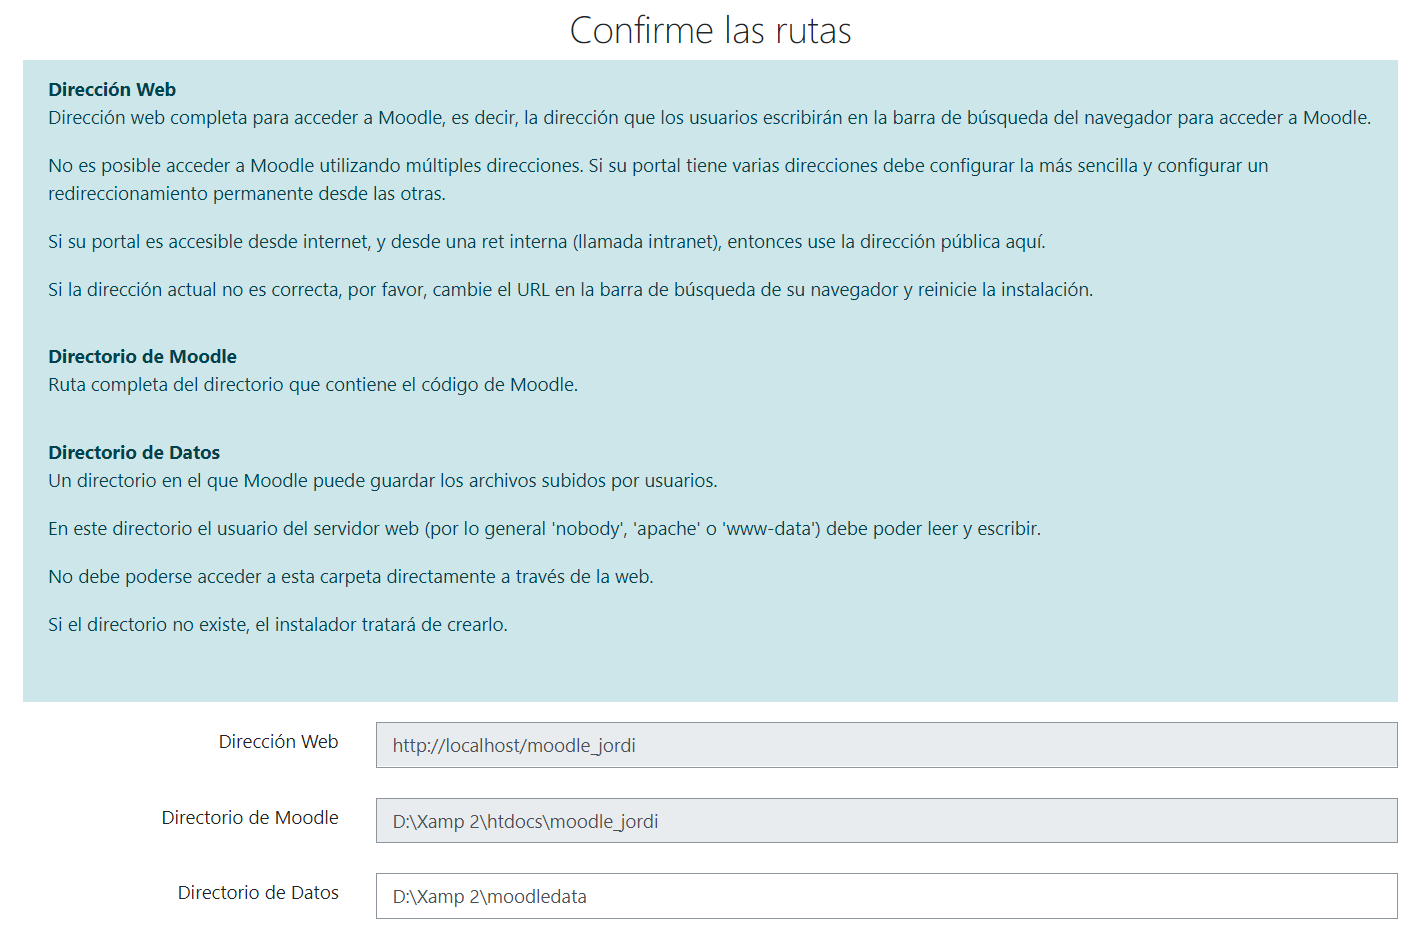 Confirme las rutas
Dirección Web
Dirección web completa para acceder a Moodle, es decir, la dirección que los usuarios escribirán en la barra de búsqueda del navegador para acceder a Moodle.
No es posible acceder a Moodle utilizando múltiples direcciones. Si su portal tiene varias direcciones debe configurar la más sencilla y configurar un
redireccionamiento permanente desde las otras.
Si su portal es accesible desde internet, y desde una ret interna (llamada intranet), entonces use la dirección pública aquí.
Si la dirección actual no es correcta, por favor, cambie el URL en la barra de búsqueda de su navegador y reinicie la instalación.
Directorio de Moodle
Ruta completa del directorio que contiene el código de Moodle.
Directorio de Datos
Un directorio en el que Moodle puede guardar los archivos subidos por usuarios.
En este directorio el usuario del servidor web (por lo general 'nobody', 'apache' o 'www-data') debe poder leer y escribir.
No debe poderse acceder a esta carpeta directamente a través de la web.
Si el directorio no existe, el instalador tratará de crearlo.
Dirección Web http://localhost/moodle_jordi
Directorio de Moodle D:\Xamp 2\htdocs\moodle_jordi
Directorio de Datos D:\Xamp 2\moodledata